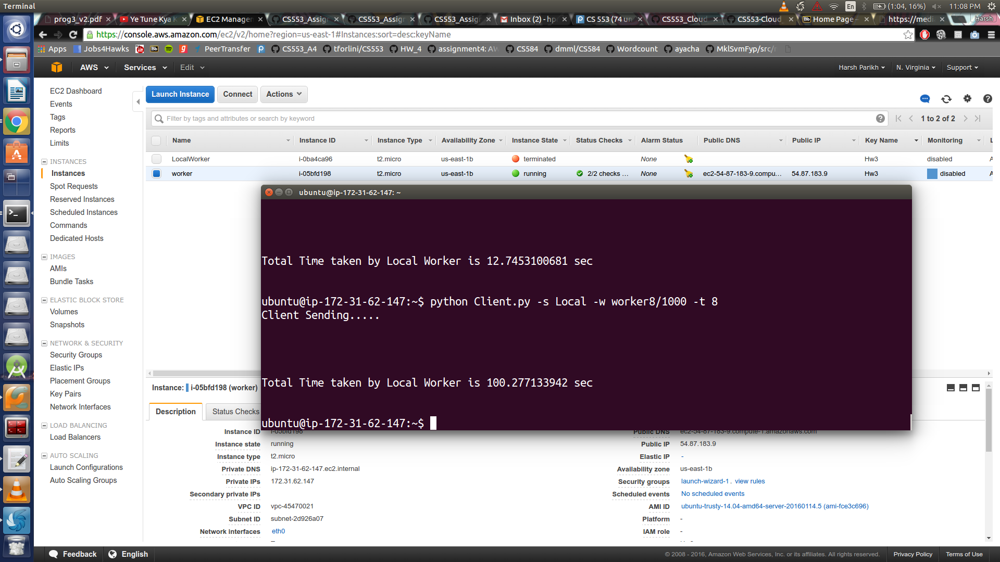 Terminal
En
(1:04, 16%)
11:08 PM
prog3_v2.pdf
Ye Tune Kya K
EC2 Manager
CS553_Assig
CS553_Assig
CS553_Assig
Inbox (2) - hp
CS 553 (74 un
CS553_Cloud
CS553-Cloud_
Home Page -
https://medi
Harsh
https://console.aws.amazon.com/ec2/v2/home?region=us-east-1#Instances:sort=desc:keyName
Apps
Jobs4Hawks
Bb
PeerTransfer
CS553_A4
tforlini/CS553
HW_4
assignment4: AW
CS584
dmml/CS584
Wordcount
ayacha
MklSvmFyp/src/
AWS
Services
Edit
Harsh Parikh
N. Virginia
Support
EC2 Dashboard
Events
Tags
Reports
Limits
INSTANCES
Instances
Spot Requests
Reserved Instances
Scheduled Instances
Commands
Dedicated Hosts
IMAGES
AMIs
Bundle Tasks
ELASTIC BLOCK STORE
Volumes
Snapshots
NETWORK & SECURITY
Security Groups
Elastic IPs
Placement Groups
Key Pairs
Network Interfaces
LOAD BALANCING
Load Balancers
AUTO SCALING
Launch Configurations
Auto Scaling Groups
Launch Instance
Connect
Actions
Filter by tags and attributes or search by keyword
1 to 2 of 2
Name Instance ID Instance Type Availability Zone Instance State Status Checks Alarm Status Public DNS Public IP Key Name Monitoring L
LocalWorker i-0ba4ca96 t2.micro us-east-1b terminated None Hw3 disabled A
worker i-05bfd198 t2.micro us-east-1b running 2/2 checks ... None ec2-54-87-183-9.compu... 54.87.183.9 Hw3 disabled A
ubuntu@ip-172-31-62-147: ~
Total Time taken by Local Worker is 12.7453100681 sec
ubuntu@ip-172-31-62-147:~$ python Client.py -s Local -w worker8/1000 -t 8
Client Sending.....
Total Time taken by Local Worker is 100.277133942 sec
ubuntu@ip-172-31-62-147:~$
Instance: i-05bfd198 (worker)
Description
Status Checks
Instance ID i-05bfd198
Instance state running
Instance type t2.micro
Private DNS ip-172-31-62-147.ec2.internal
Private IPs 172.31.62.147
Secondary private IPs
VPC ID vpc-45470021
Subnet ID subnet-2d926a07
Network interfaces eth0
Public DNS ec2-54-87-183-9.compute-1.amazonaws.com
Public IP 54.87.183.9
Elastic IP -
Availability zone us-east-1b
Security groups launch-wizard-1. view rules
Scheduled events No scheduled events
AMI ID ubuntu-trusty-14.04-amd64-server-20160114.5 (ami-fce3c696)
Platform -
IAM role -
Feedback
English
© 2008 - 2016, Amazon Web Services, Inc. or its affiliates. All rights reserved.
Privacy Policy
Terms of Use